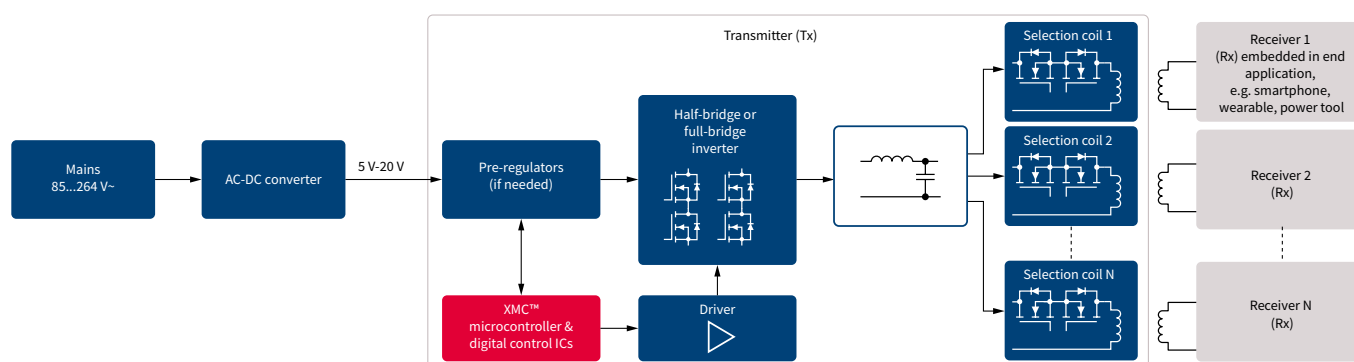 Transmitter (Tx)
Mains
85...264 V~
AC-DC converter
5 V-20 V
Pre-regulators
(if needed)
Half-bridge or
full-bridge
inverter
XMC™
microcontroller &
digital control ICs
Driver
Selection coil 1
Selection coil 2
Selection coil N
Receiver 1
(Rx) embedded in end
application,
e.g. smartphone,
wearable, power tool
Receiver 2
(Rx)
Receiver N
(Rx)